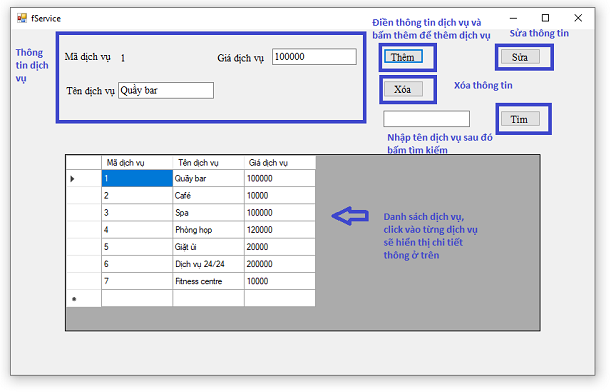 fService
Điền thông tin dịch vụ và
bấm thêm để thêm dịch vụ
Sửa thông tin
Thông
tin dịch
vụ
Mã dịch vụ 1
Giá dịch vụ 100000
Thêm
Sửa
Tên dịch vụ Quầy bar
Xóa
Xóa thông tin
Tìm
Nhập tên dịch vụ sau đó
bấm tìm kiếm
Mã dịch vụ Tên dịch vụ Giá dịch vụ
1 Quầy bar 100000
2 Café 10000
3 Spa 100000
4 Phòng họp 120000
5 Giặt ủi 20000
6 Dịch vụ 24/24 200000
7 Fitness centre 10000
Danh sách dịch vụ,
click vào từng dịch vụ
sẽ hiển thị chi tiết
thông ở trên